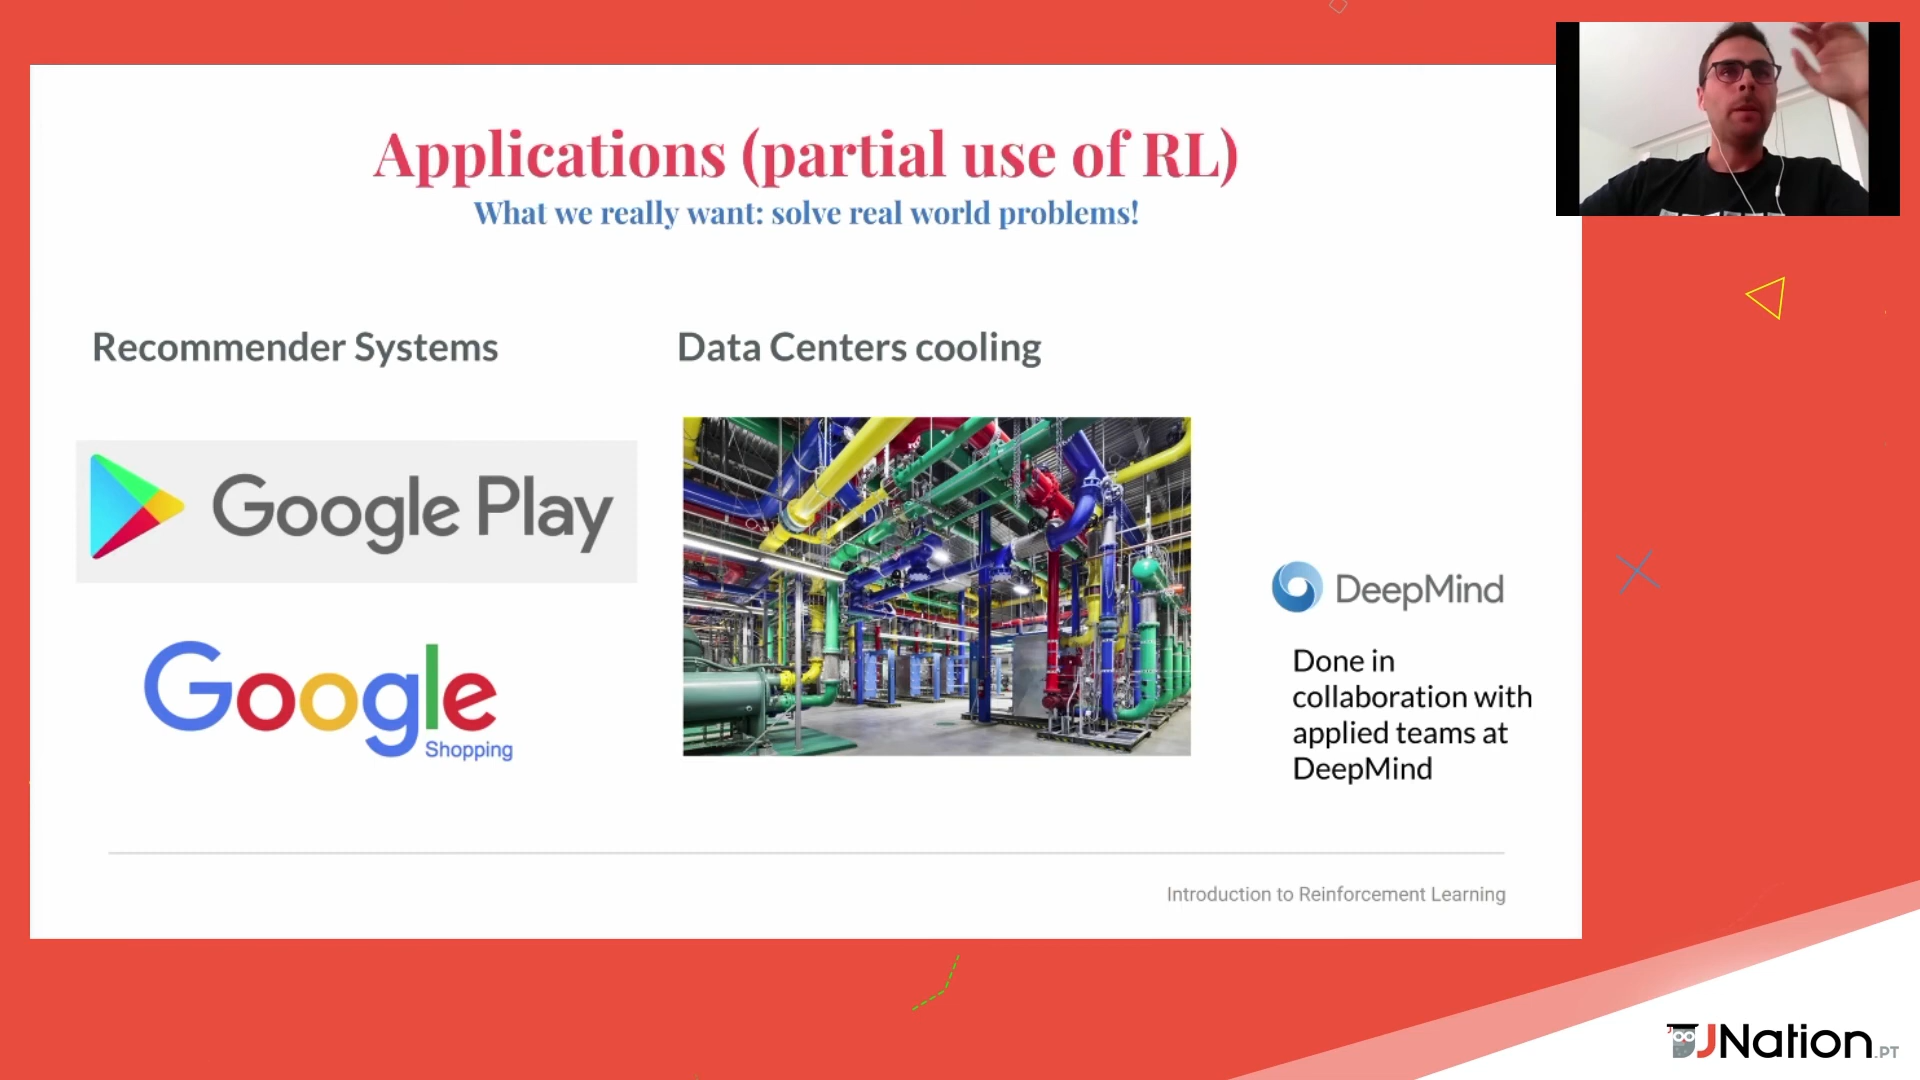 Applications (partial use of RL)
What we really want: solve real world problems!
Recommender Systems
Data Centers cooling
Google Play
Google
Shopping
DeepMind
Done in
collaboration with
applied teams at
DeepMind
Introduction to Reinforcement Learning
JNation.PT